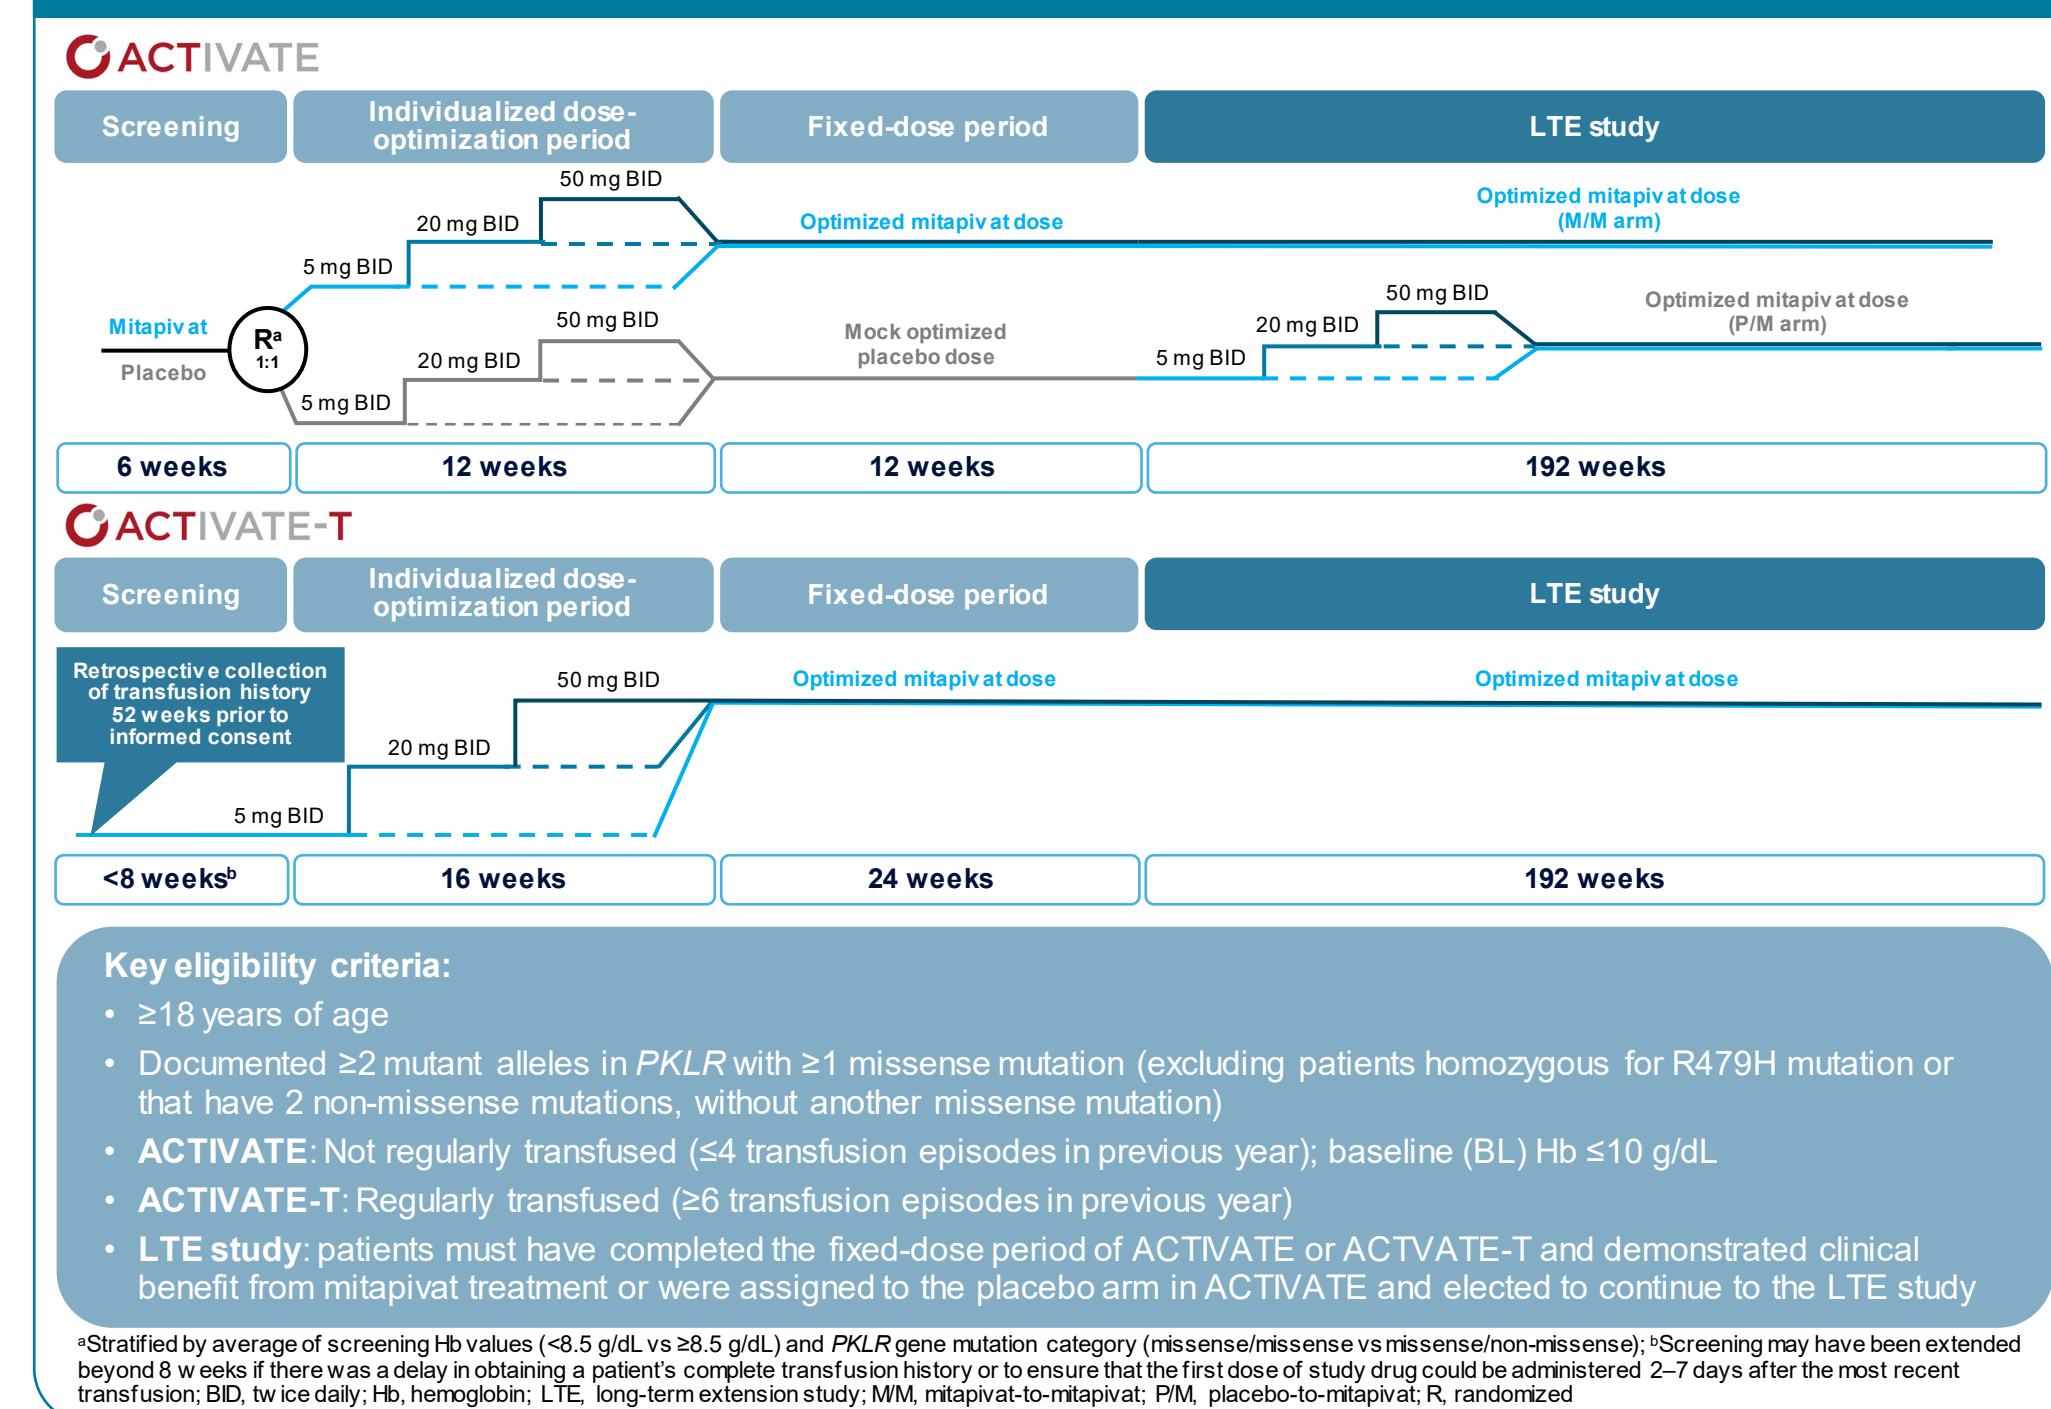 ACTIVATE
Screening
Individualized dose-
optimization period
Fixed-dose period
LTE study
50 mg BID
20 mg BID
5 mg BID
Optimized mitapivat dose
Optimized mitapivat dose
(M/M arm)
Mitapivat
Placebo
Rᵃ
1:1
50 mg BID
20 mg BID
5 mg BID
Mock optimized
placebo dose
50 mg BID
20 mg BID
5 mg BID
Optimized mitapivat dose
(P/M arm)
6 weeks
12 weeks
12 weeks
192 weeks
ACTIVATE-T
Screening
Individualized dose-
optimization period
Fixed-dose period
LTE study
Retrospective collection
of transfusion history
52 weeks prior to
informed consent
50 mg BID
20 mg BID
5 mg BID
Optimized mitapivat dose
Optimized mitapivat dose
<8 weeksᵇ
16 weeks
24 weeks
192 weeks
Key eligibility criteria:
• ≥18 years of age
• Documented ≥2 mutant alleles in PKLR with ≥1 missense mutation (excluding patients homozygous for R479H mutation or
that have 2 non-missense mutations, without another missense mutation)
• ACTIVATE: Not regularly transfused (≤4 transfusion episodes in previous year); baseline (BL) Hb ≤10 g/dL
• ACTIVATE-T: Regularly transfused (≥6 transfusion episodes in previous year)
• LTE study: patients must have completed the fixed-dose period of ACTIVATE or ACTVATE-T and demonstrated clinical
benefit from mitapivat treatment or were assigned to the placebo arm in ACTIVATE and elected to continue to the LTE study
ᵃStratified by average of screening Hb values (<8.5 g/dL vs ≥8.5 g/dL) and PKLR gene mutation category (missense/missense vs missense/non-missense); ᵇScreening may have been extended
beyond 8 weeks if there was a delay in obtaining a patient's complete transfusion history or to ensure that the first dose of study drug could be administered 2–7 days after the most recent
transfusion; BID, twice daily; Hb, hemoglobin; LTE, long-term extension study; M/M, mitapivat-to-mitapivat; P/M, placebo-to-mitapivat; R, randomized